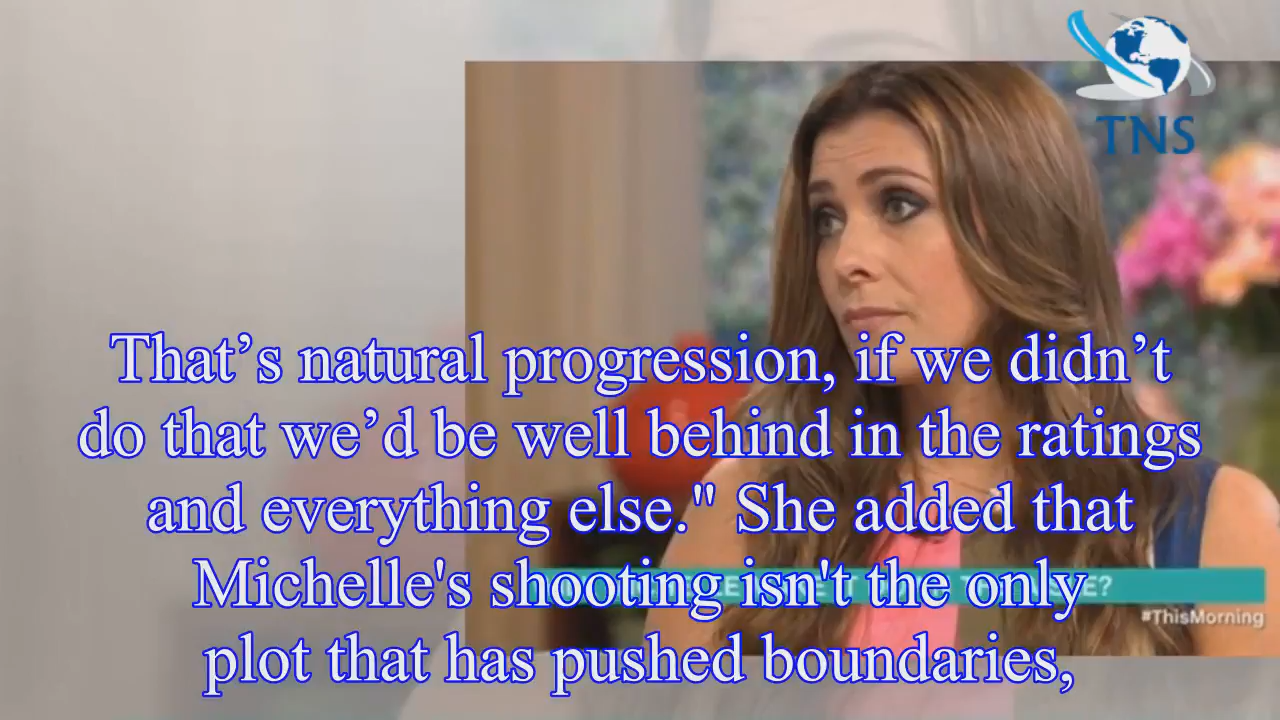 TNS
That’s natural progression, if we didn’t
do that we’d be well behind in the ratings
and everything else." She added that
Michelle's shooting isn't the only
#ThisMorning
plot that has pushed boundaries,